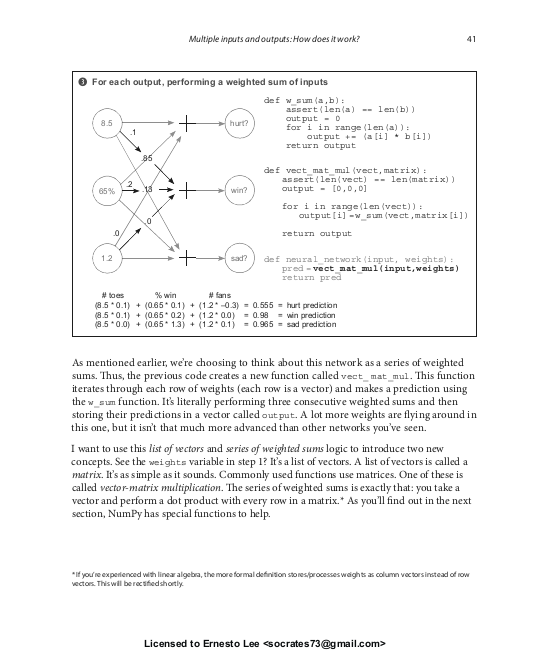 Multiple inputs and outputs: How does it work?
41
3 For each output, performing a weighted sum of inputs
8.5
hurt?
.1
.85
65%
.2
.13
win?
.0
.0
1.2
sad?
def w_sum(a,b):
assert(len(a) == len(b))
output = 0
for i in range(len(a)):
output += (a[i] * b[i])
return output
def vect_mat_mul(vect,matrix):
assert(len(vect) == len(matrix))
output = [0,0,0]
for i in range(len(vect)):
output[i]=w_sum(vect,matrix[i])
return output
def neural_network(input, weights):
pred=vect_mat_mul(input,weights)
return pred
# toes % win # fans
(8.5 * 0.1) + (0.65 * 0.1) + (1.2 * –0.3) = 0.555 = hurt prediction
(8.5 * 0.1) + (0.65 * 0.2) + (1.2 * 0.0) = 0.98 = win prediction
(8.5 * 0.0) + (0.65 * 1.3) + (1.2 * 0.1) = 0.965 = sad prediction
As mentioned earlier, we're choosing to think about this network as a series of weighted
sums. Thus, the previous code creates a new function called vect_mat_mul. This function
iterates through each row of weights (each row is a vector) and makes a prediction using
the w_sum function. It's literally performing three consecutive weighted sums and then
storing their predictions in a vector called output. A lot more weights are flying around in
this one, but it isn't that much more advanced than other networks you've seen.
I want to use this list of vectors and series of weighted sums logic to introduce two new
concepts. See the weights variable in step 1? It's a list of vectors. A list of vectors is called a
matrix. It's as simple as it sounds. Commonly used functions use matrices. One of these is
called vector-matrix multiplication. The series of weighted sums is exactly that: you take a
vector and perform a dot product with every row in a matrix.* As you'll find out in the next
section, NumPy has special functions to help.
*If you're experienced with linear algebra, the more formal definition stores/processes weights as column vectors instead of row
vectors. This will be rectified shortly.
Licensed to Ernesto Lee <socrates73@gmail.com>